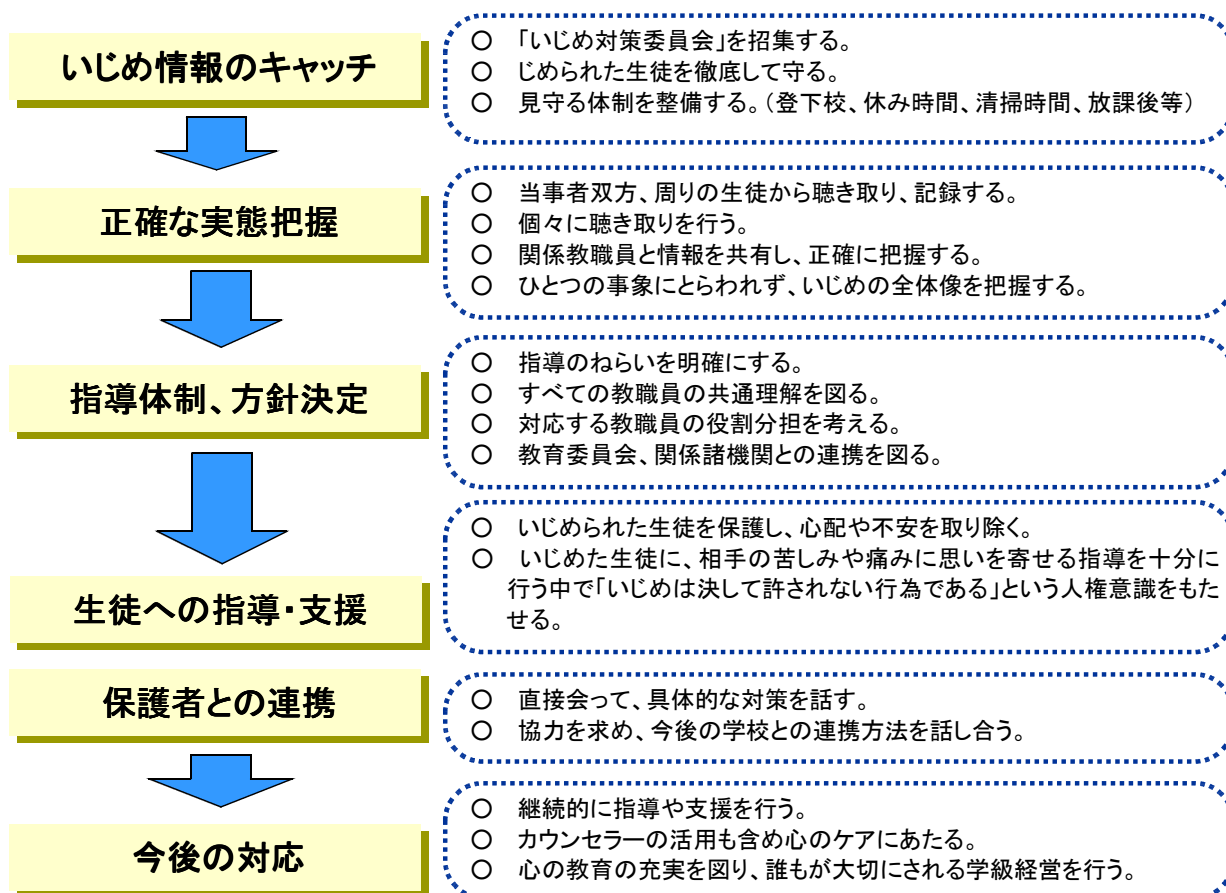 いじめ情報のキャッチ
○　「いじめ対策委員会」を招集する。
○　じめられた生徒を徹底して守る。
○　見守る体制を整備する。（登下校、休み時間、清掃時間、放課後等）
正確な実態把握
○　当事者双方、周りの生徒から聴き取り、記録する。
○　個々に聴き取りを行う。
○　関係教職員と情報を共有し、正確に把握する。
○　ひとつの事象にとらわれず、いじめの全体像を把握する。
指導体制、方針決定
○　指導のねらいを明確にする。
○　すべての教職員の共通理解を図る。
○　対応する教職員の役割分担を考える。
○　教育委員会、関係諸機関との連携を図る。
生徒への指導・支援
○　いじめられた生徒を保護し、心配や不安を取り除く。
○　いじめた生徒に、相手の苦しみや痛みに思いを寄せる指導を十分に
行う中で「いじめは決して許されない行為である」という人権意識をもた
せる。
保護者との連携
○　直接会って、具体的な対策を話す。
○　協力を求め、今後の学校との連携方法を話し合う。
今後の対応
○　継続的に指導や支援を行う。
○　カウンセラーの活用も含め心のケアにあたる。
○　心の教育の充実を図り、誰もが大切にされる学級経営を行う。